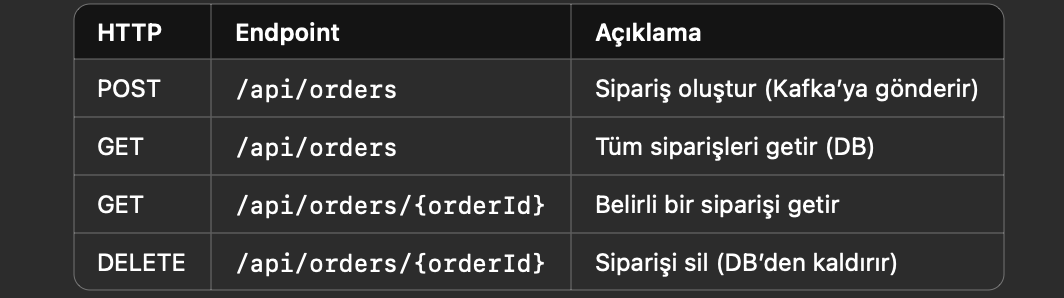 HTTP Endpoint Açıklama
POST /api/orders Sipariş oluştur (Kafka’ya gönderir)
GET /api/orders Tüm siparişleri getir (DB)
GET /api/orders/{orderId} Belirli bir siparişi getir
DELETE /api/orders/{orderId} Siparişi sil (DB’den kaldırır)